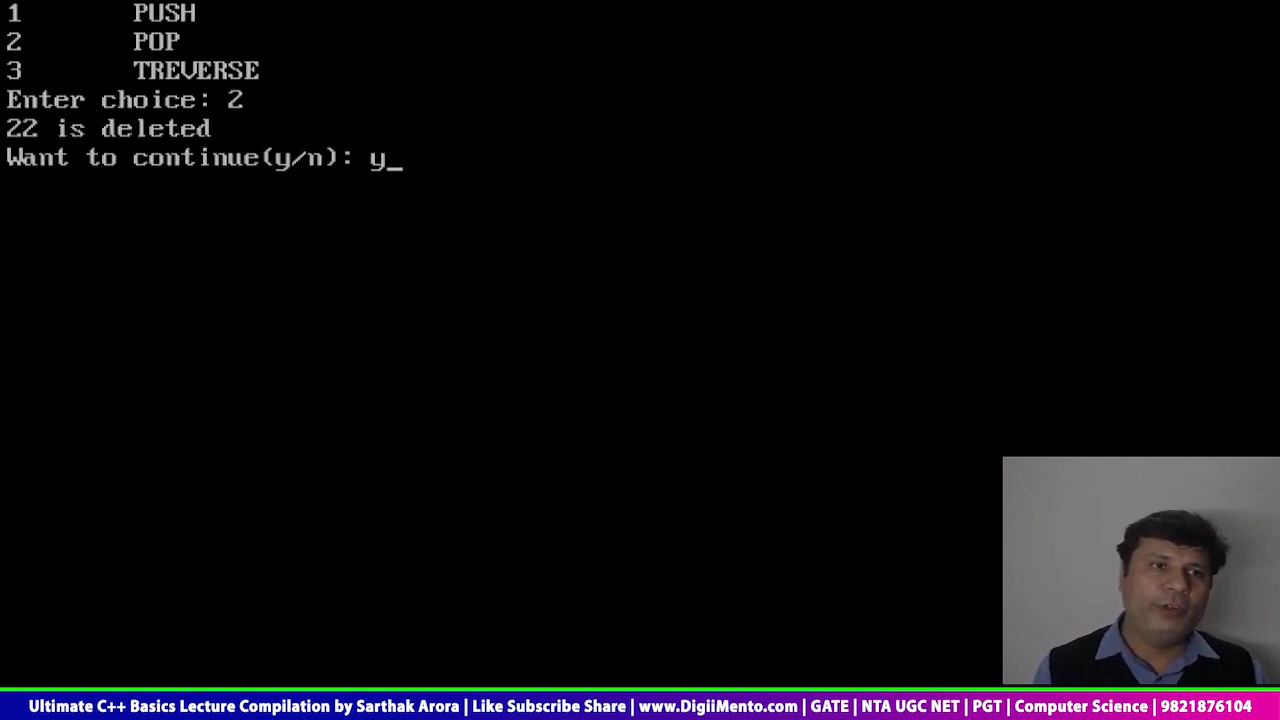 1 PUSH
2 POP
3 TREVERSE
Enter choice: 2
22 is deleted
Want to continue(y/n): y_
Ultimate C++ Basics Lecture Compilation by Sarthak Arora | Like Subscribe Share | www.DigiiMento.com | GATE | NTA UGC NET | PGT | Computer Science | 9821876104